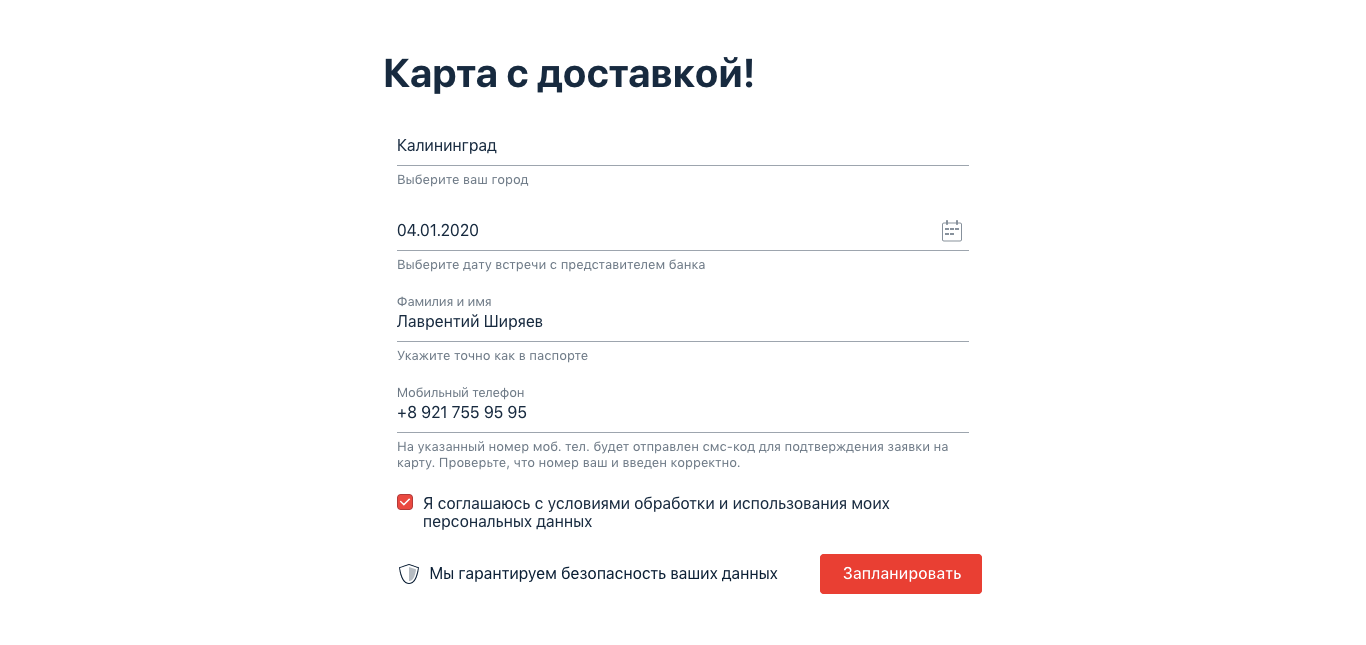 Карта с доставкой!
Калининград
Выберите ваш город
04.01.2020
Выберите дату встречи с представителем банка
Фамилия и имя
Лаврентий Ширяев
Укажите точно как в паспорте
Мобильный телефон
+8 921 755 95 95
На указанный номер моб. тел. будет отправлен смс-код для подтверждения заявки на
карту. Проверьте, что номер ваш и введен корректно.
Я соглашаюсь с условиями обработки и использования моих
персональных данных
Мы гарантируем безопасность ваших данных
Запланировать